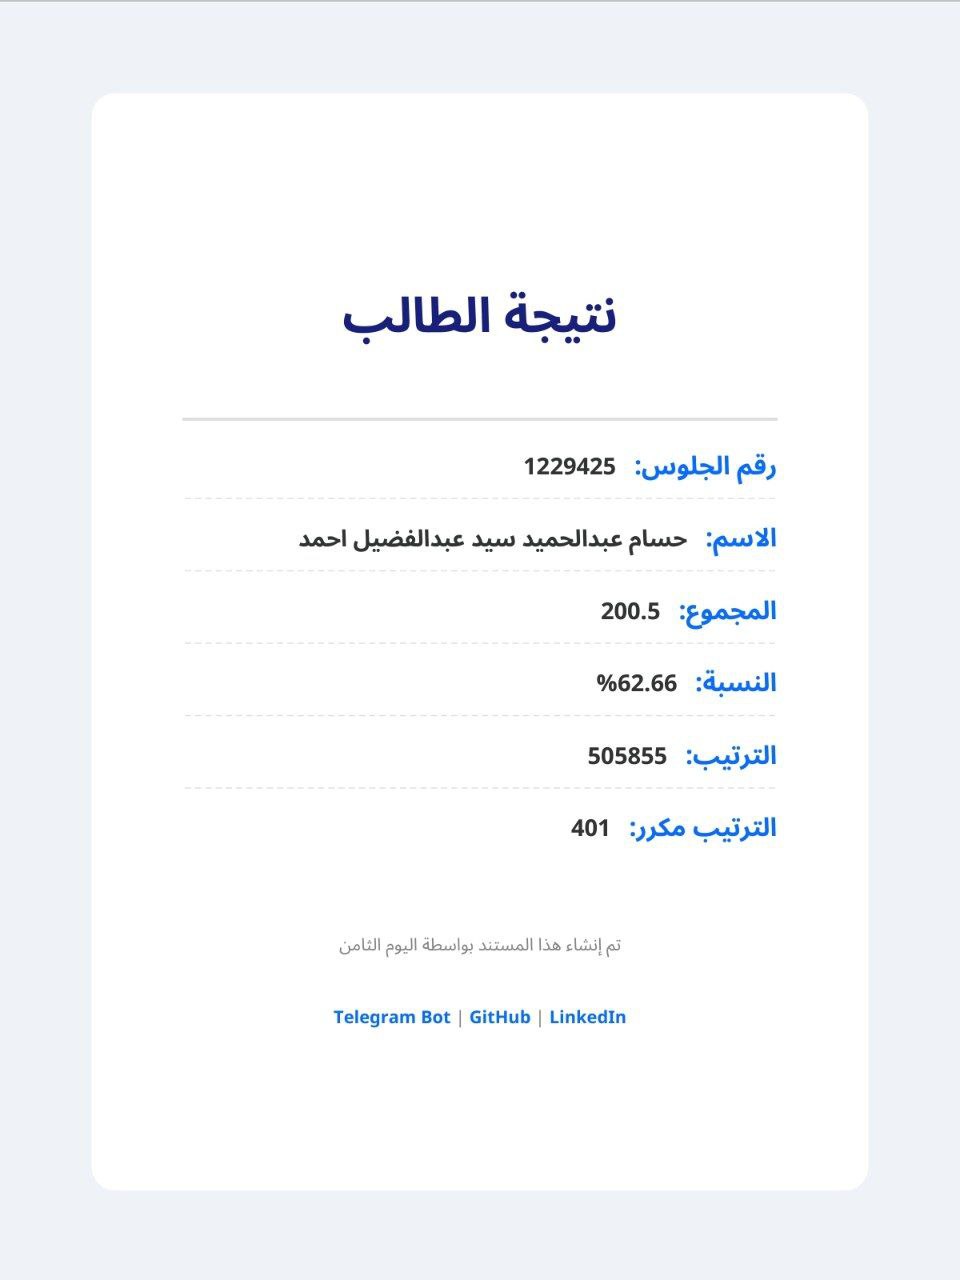 نتيجة الطالب
رقم الجلوس: 1229425
الاسم: حسام عبدالحميد سيد عبدالفضيل احمد
المجموع: 200.5
النسبة: 62.66%
الترتيب: 505855
الترتيب مكرر: 401
تم إنشاء هذا المستند بواسطة اليوم الثامن
Telegram Bot | GitHub | LinkedIn